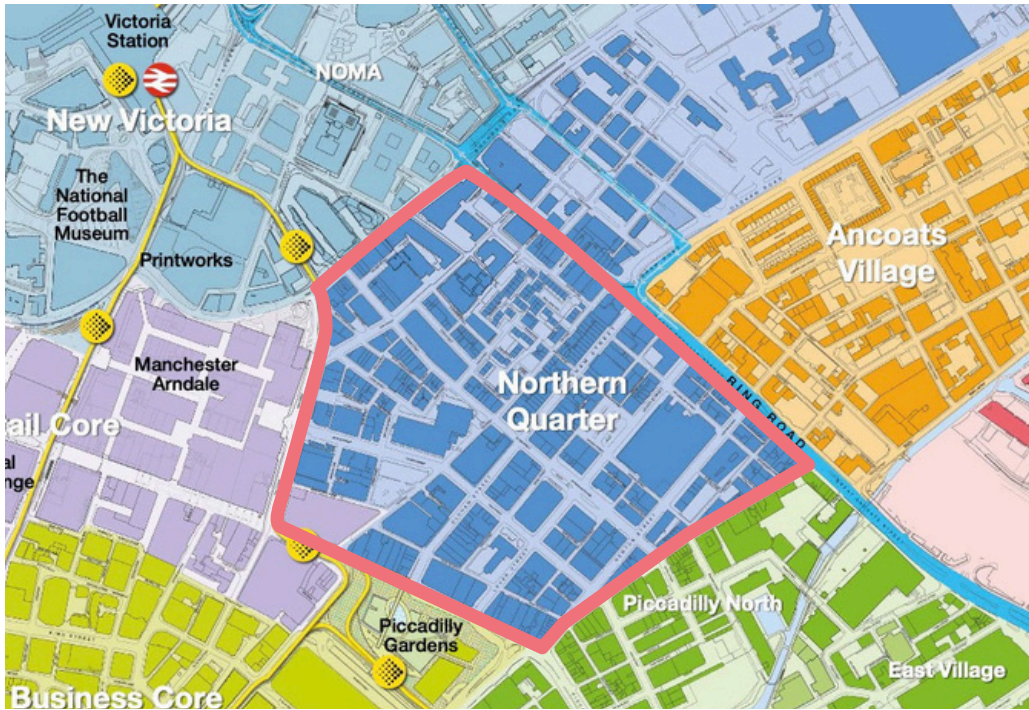 Victoria
Station
NOMA
New Victoria
The
National
Football
Museum
Printworks
Ancoats
Village
Manchester
Arndale
Northern
Quarter
RING ROAD
ail Core
al
nge
Piccadilly North
Piccadilly
Gardens
East Village
Business Core